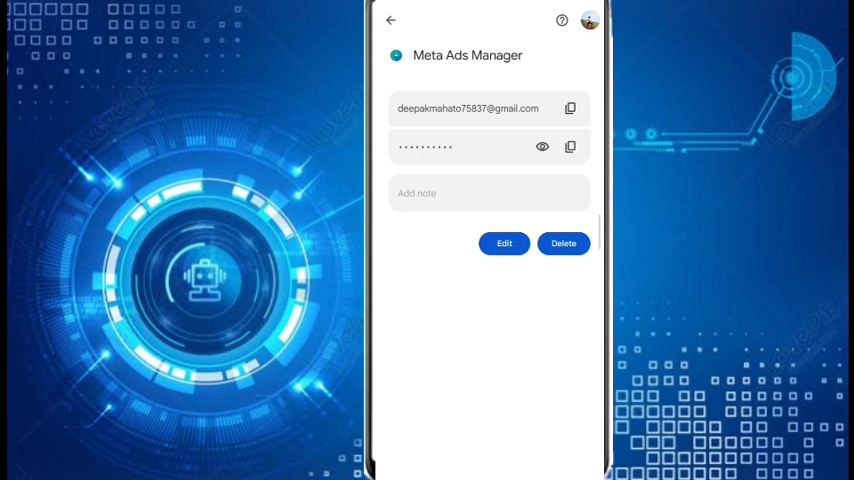 Meta Ads Manager
deepakmahato75837@gmail.com
••••••••••
Add note
Edit
Delete